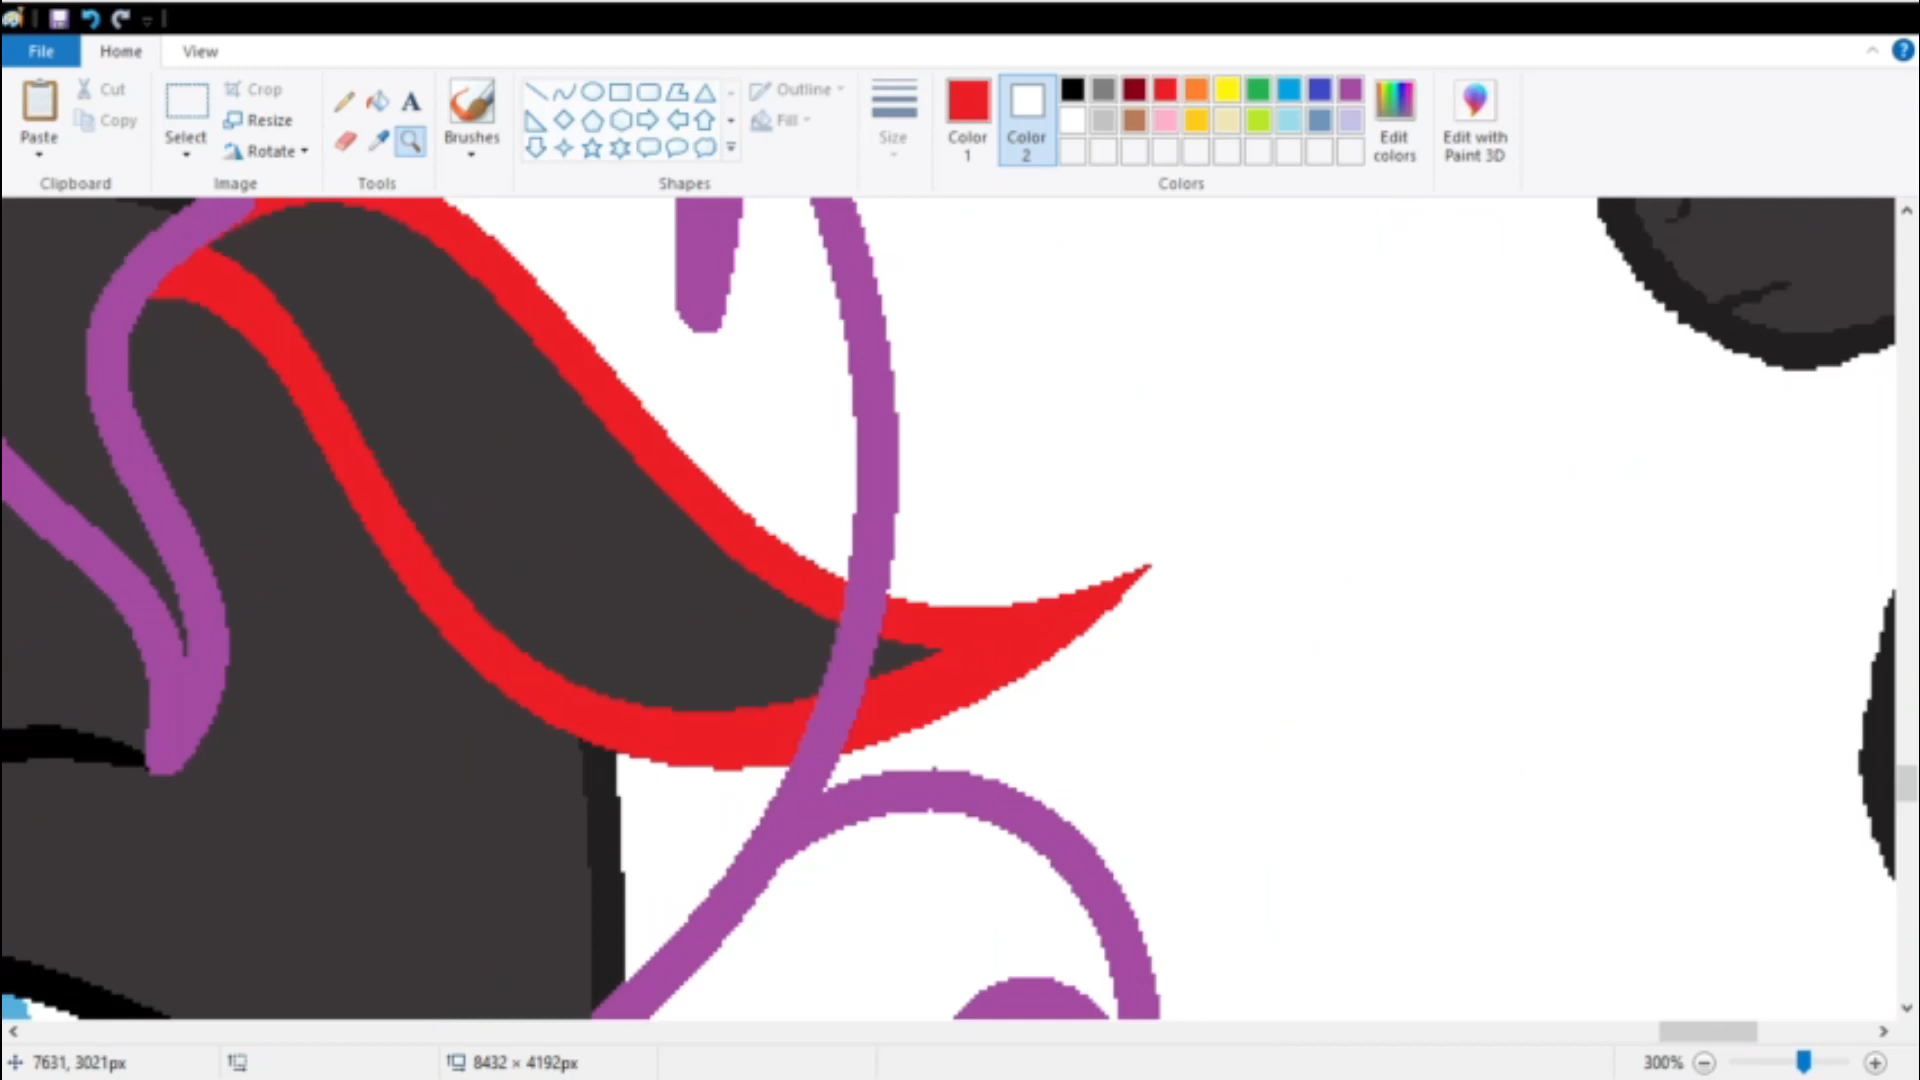 File Home View
Paste
Cut
Copy
Clipboard
Select
Crop
Resize
Rotate
Image
A
Tools
Brushes
Shapes
Outline
Fill
Size
Color 1
Color 2
Colors
Edit colors
Edit with Paint 3D
?
7631, 3021px
8432 × 4192px
300%